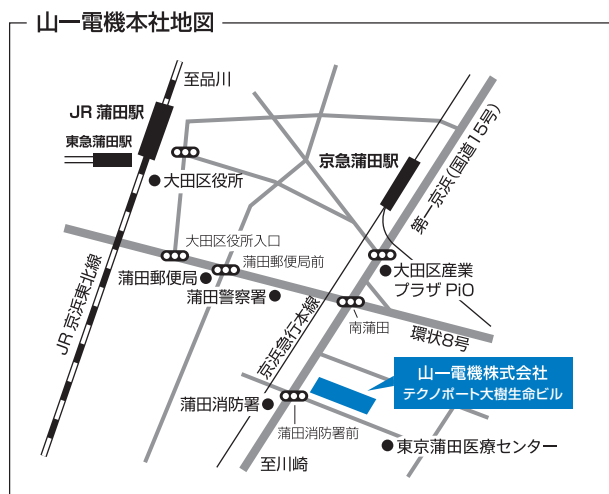 山一電機本社地図
至品川
JR 蒲田駅
東急蒲田駅
京急蒲田駅
第一京浜(国道15号)
大田区役所
大田区役所入口
蒲田郵便局前
蒲田郵便局
蒲田警察署
大田区産業
プラザ PiO
JR 京浜東北線
京浜急行本線
南蒲田
環状8号
山一電機株式会社
テクノポート大樹生命ビル
蒲田消防署
蒲田消防署前
東京蒲田医療センター
至川崎